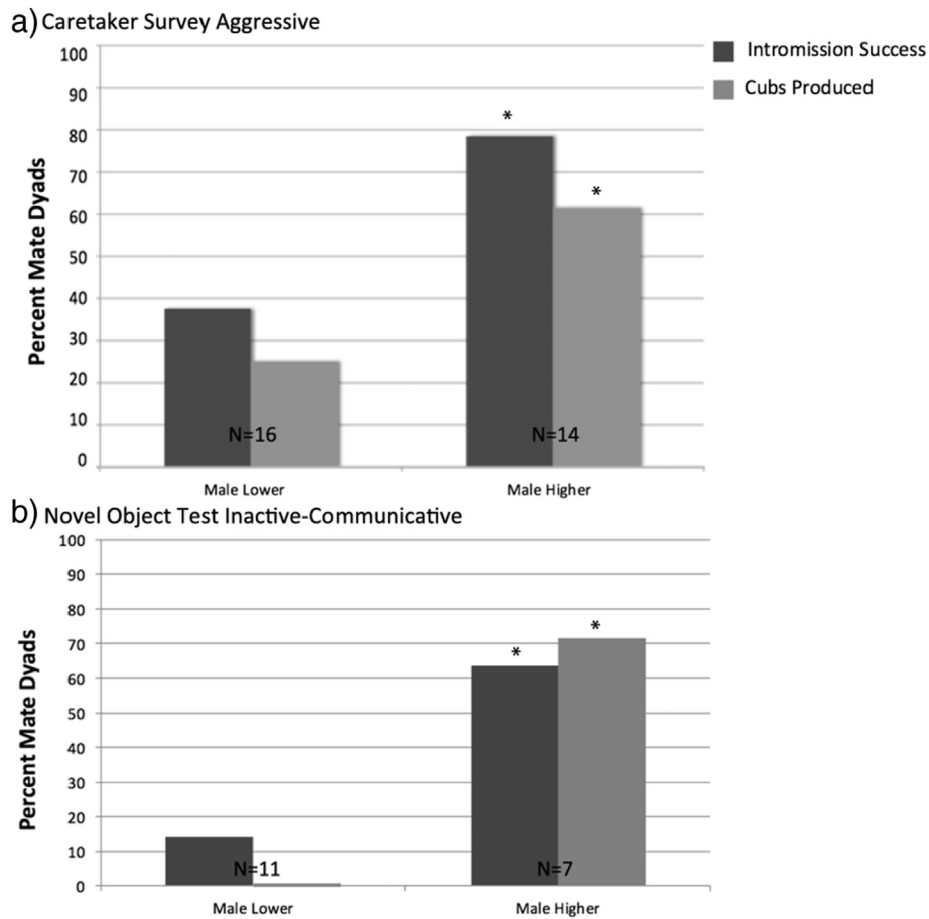 a) Caretaker Survey Aggressive
Intromission Success
Cubs Produced
Percent Mate Dyads
100
90
80
70
60
50
40
30
20
10
0
*
*
N=16
N=14
Male Lower
Male Higher
b) Novel Object Test Inactive-Communicative
Percent Mate Dyads
100
90
80
70
60
50
40
30
20
10
0
*
*
N=11
N=7
Male Lower
Male Higher